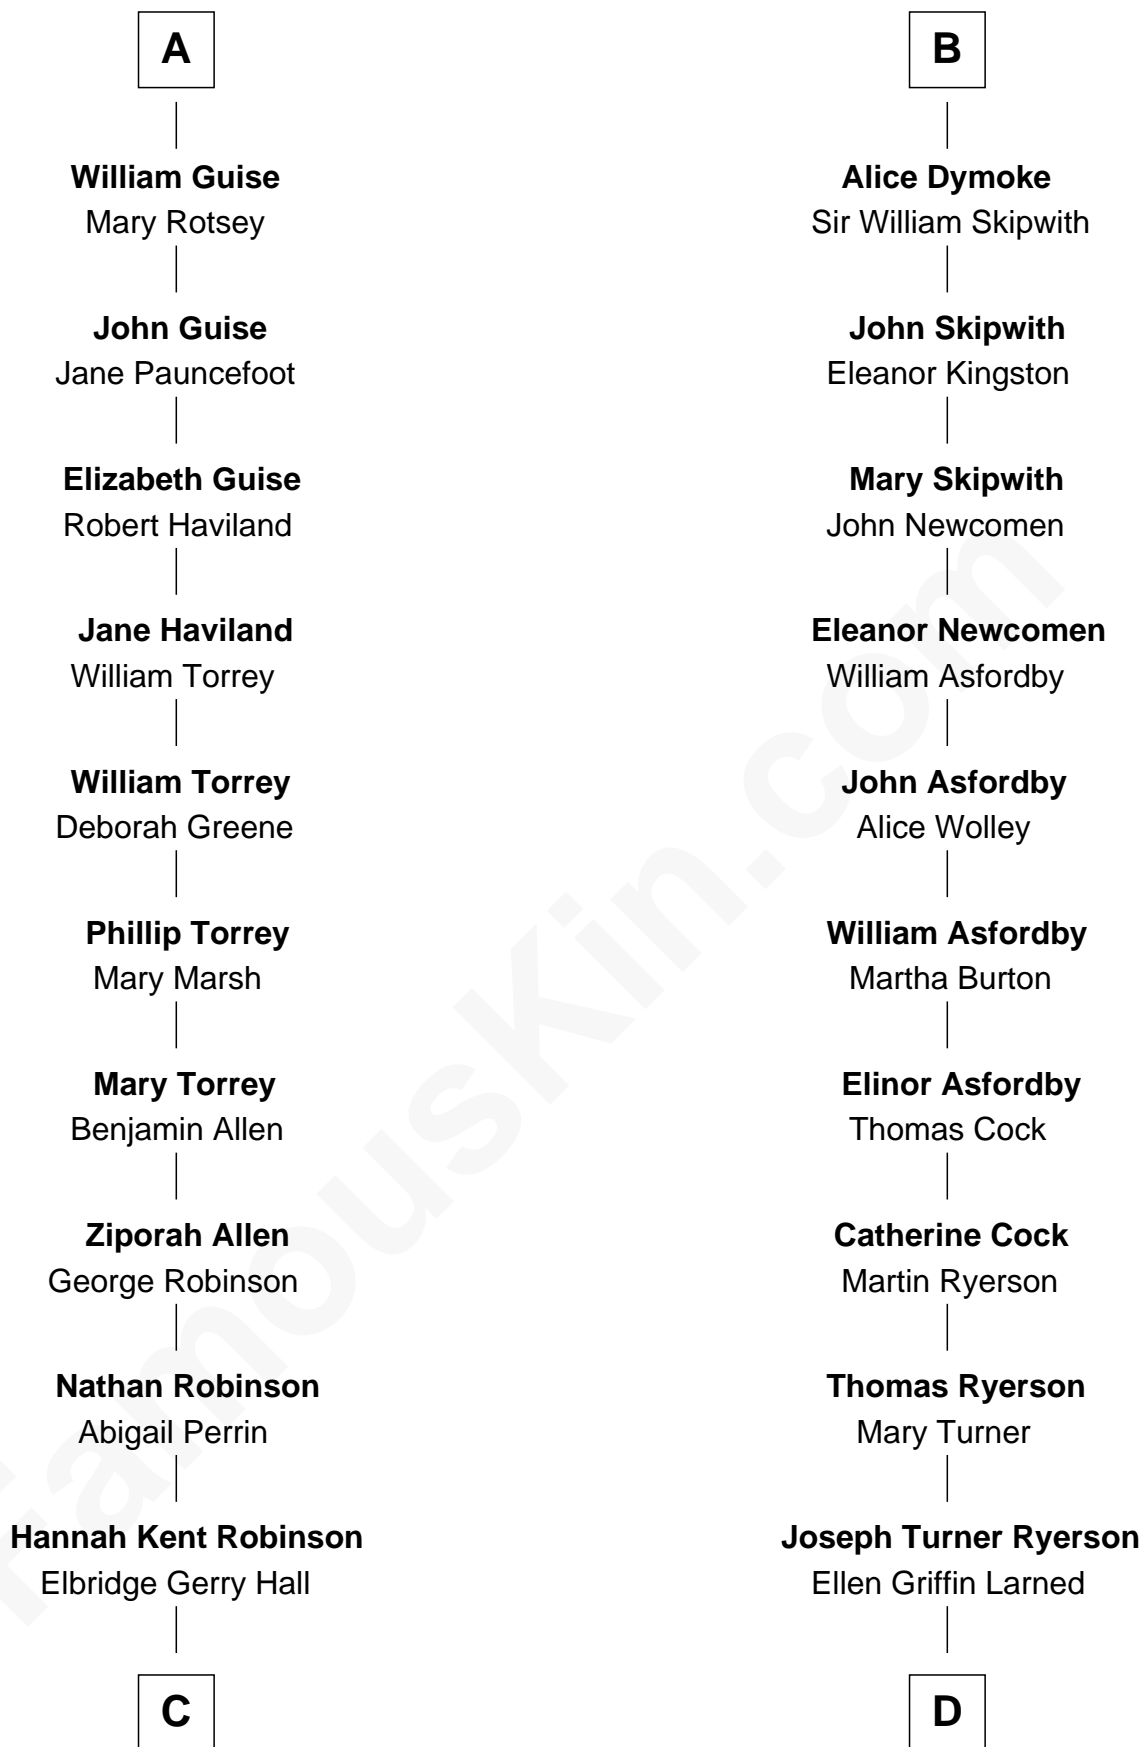 A
B
William Guise
Mary Rotsey
Alice Dymoke
Sir William Skipwith
John Guise
Jane Pauncefoot
John Skipwith
Eleanor Kingston
Elizabeth Guise
Robert Haviland
Mary Skipwith
John Newcomen
Jane Haviland
William Torrey
Eleanor Newcomen
William Asfordby
William Torrey
Deborah Greene
John Asfordby
Alice Wolley
Phillip Torrey
Mary Marsh
William Asfordby
Martha Burton
Mary Torrey
Benjamin Allen
Elinor Asfordby
Thomas Cock
Ziporah Allen
George Robinson
Catherine Cock
Martin Ryerson
Nathan Robinson
Abigail Perrin
Thomas Ryerson
Mary Turner
Hannah Kent Robinson
Elbridge Gerry Hall
Joseph Turner Ryerson
Ellen Griffin Larned
C
D
FamousKin.com